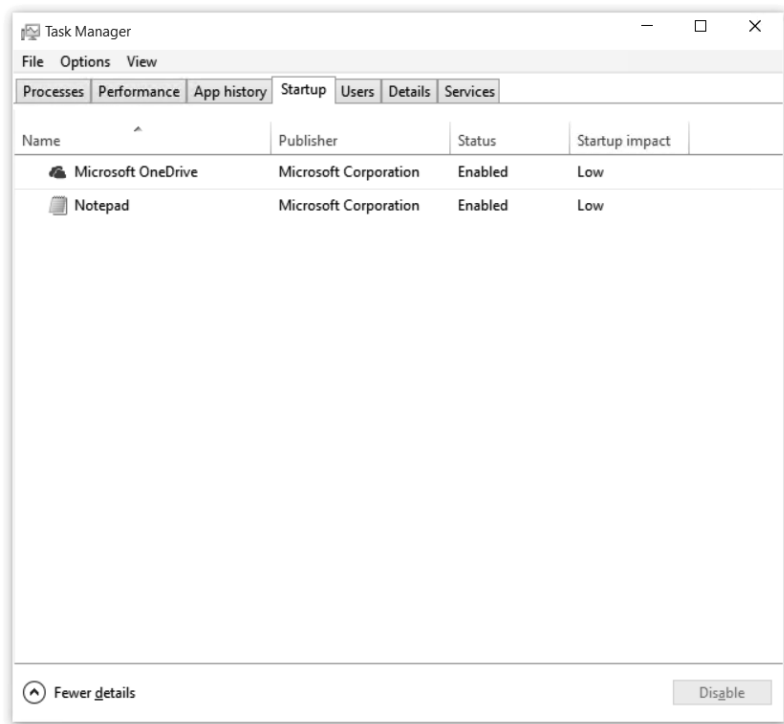 Task Manager
File Options View
Processes Performance App history Startup Users Details Services
Name Publisher Status Startup impact
Microsoft OneDrive Microsoft Corporation Enabled Low
Notepad Microsoft Corporation Enabled Low
Fewer details Disable